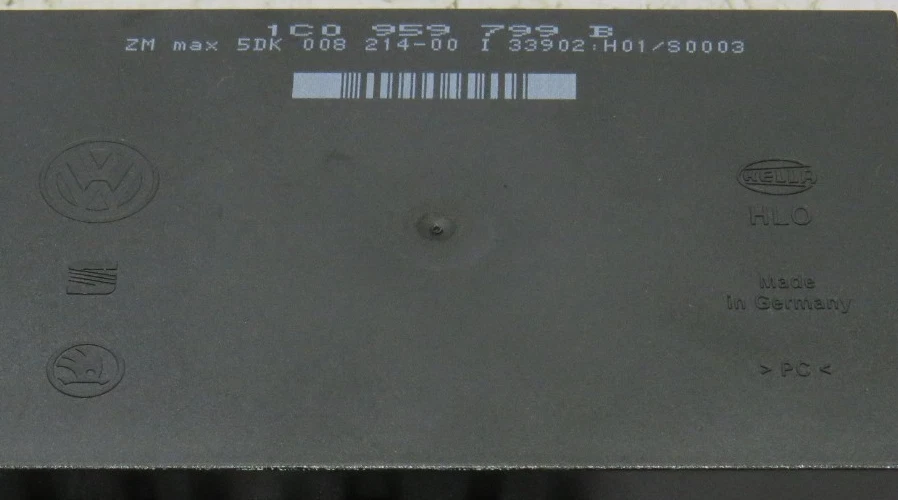 1C0 959 799 B
ZM max 5DK 008 214-00 I 33902:H01/S0003
HELLA
HLO
Made
in Germany
> PC <